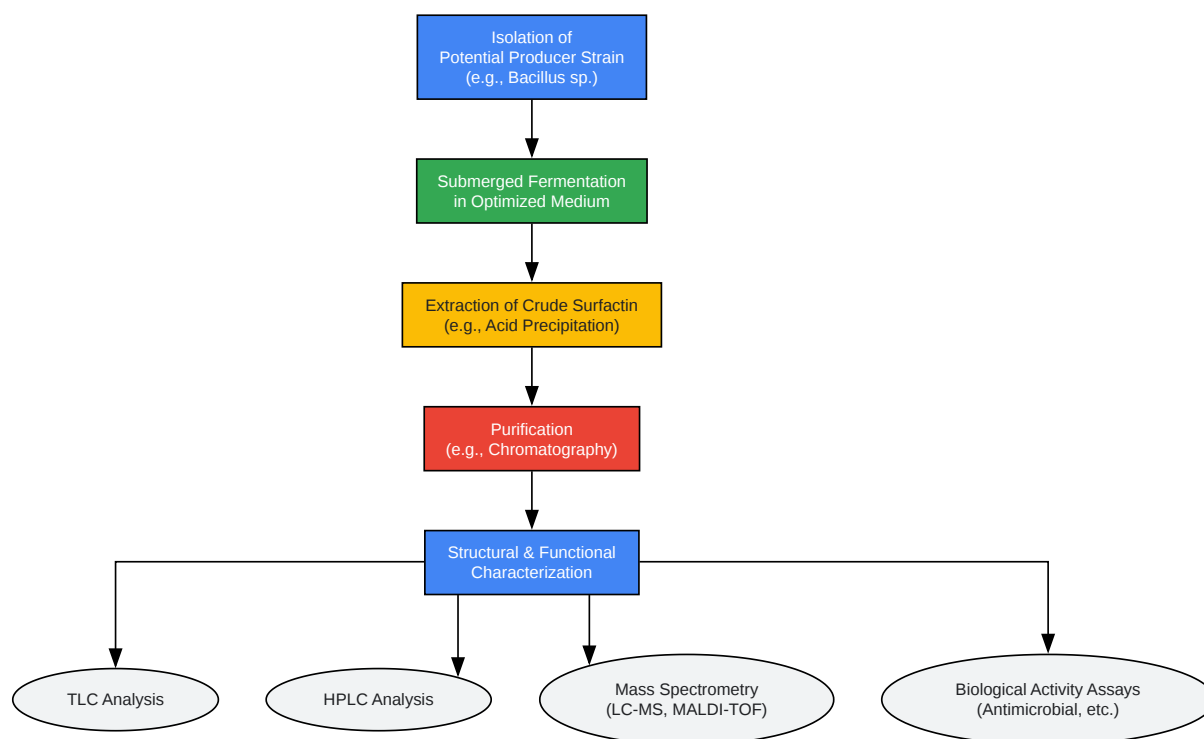 Isolation of
Potential Producer Strain
(e.g., Bacillus sp.)
Submerged Fermentation
in Optimized Medium
Extraction of Crude Surfactin
(e.g., Acid Precipitation)
Purification
(e.g., Chromatography)
Structural & Functional
Characterization
TLC Analysis
HPLC Analysis
Mass Spectrometry
(LC-MS, MALDI-TOF)
Biological Activity Assays
(Antimicrobial, etc.)